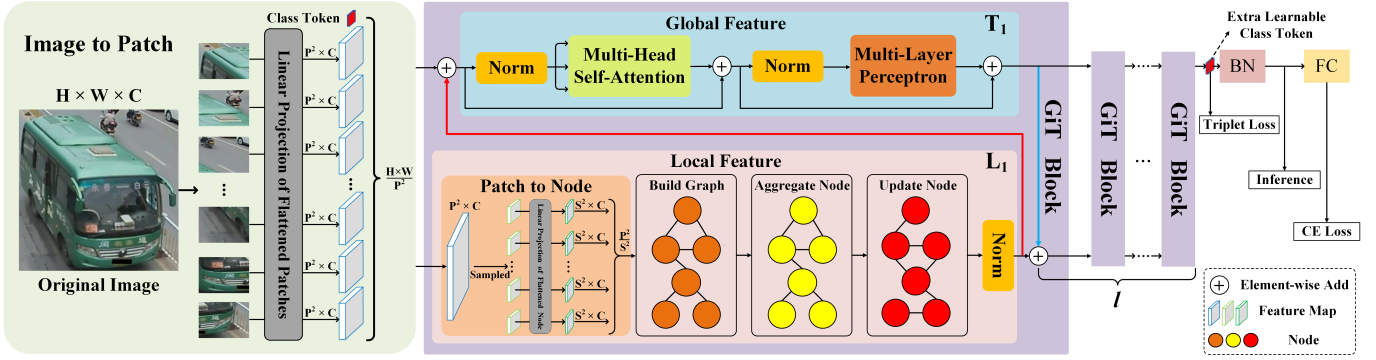 Image to Patch
H × W × C
Original Image
Class Token
Linear Projection of Flattened Patches
P² × C
P² × C
P² × C
P² × C
P² × C
P² × C
H×W
P²
Global Feature
T₁
Norm
Multi-Head
Self-Attention
Norm
Multi-Layer
Perceptron
Local Feature
L₁
Patch to Node
P² × C
Sampled
Linear Projection of Flattened Node
S² × C
S² × C
S² × C
S² × C
P²
S²
Build Graph
Aggregate Node
Update Node
Norm
GiT Block
GiT Block
GiT Block
l
Extra Learnable
Class Token
BN
FC
Triplet Loss
Inference
CE Loss
Element-wise Add
Feature Map
Node